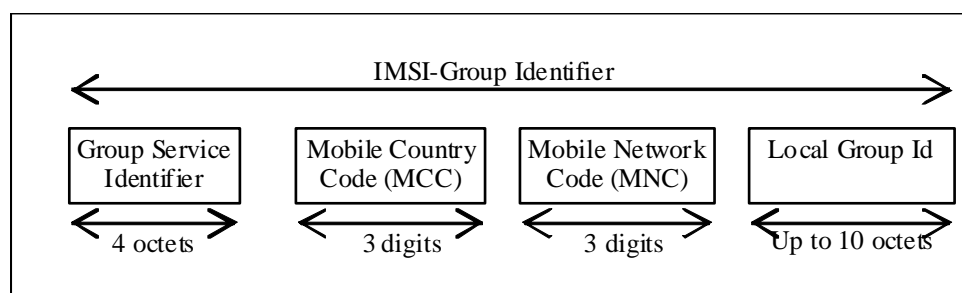 IMSI-Group Identifier
Group Service
Identifier
Mobile Country
Code (MCC)
Mobile Network
Code (MNC)
Local Group Id
4 octets
3 digits
3 digits
Up to 10 octets